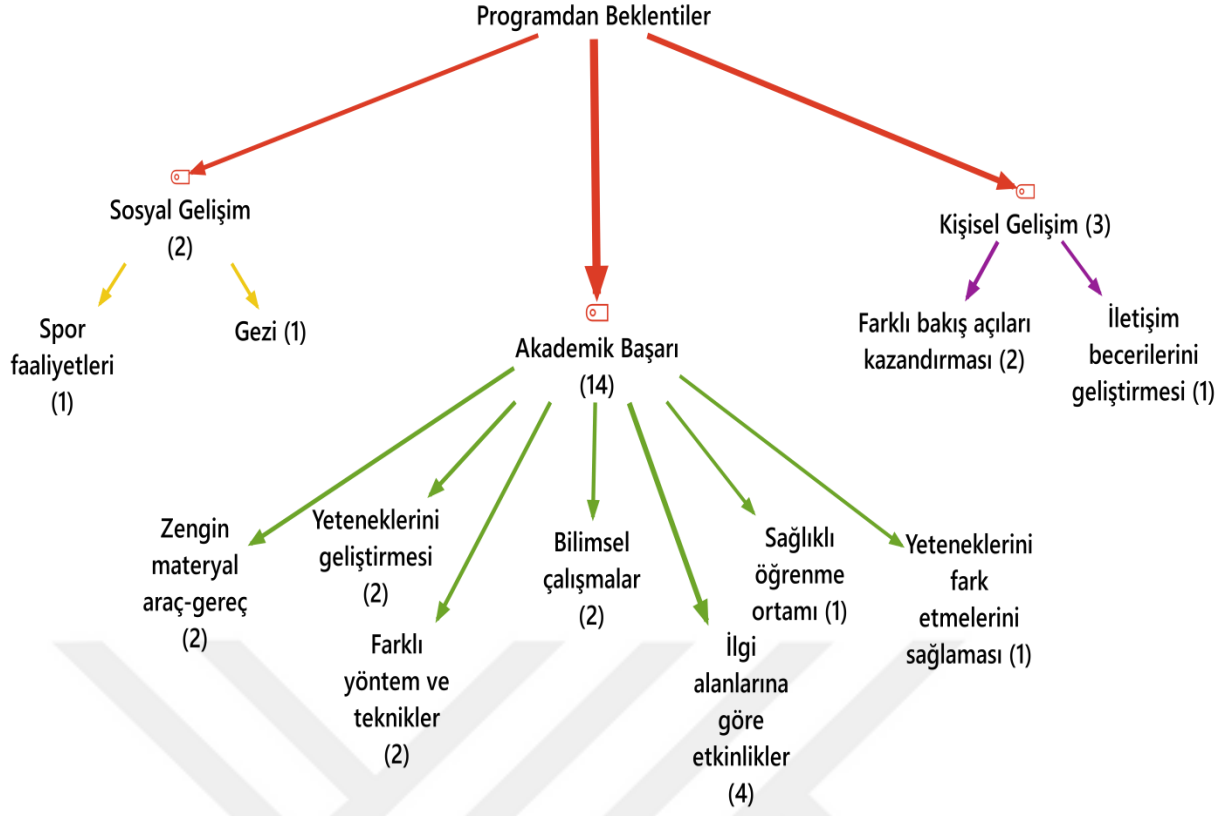 Programdan Beklentiler
Sosyal Gelişim
(2)
Spor
faaliyetleri
(1)
Gezi (1)
Akademik Başarı
(14)
Kişisel Gelişim (3)
Farklı bakış açıları
kazandırması (2)
İletişim
becerilerini
geliştirmesi (1)
Zengin
materyal
araç-gereç
(2)
Yeteneklerini
geliştirmesi
(2)
Farklı
yöntem ve
teknikler
(2)
Bilimsel
çalışmalar
(2)
İlgi
alanlarına
göre
etkinlikler
(4)
Sağlıklı
öğrenme
ortamı (1)
Yeteneklerini
fark
etmelerini
sağlaması (1)